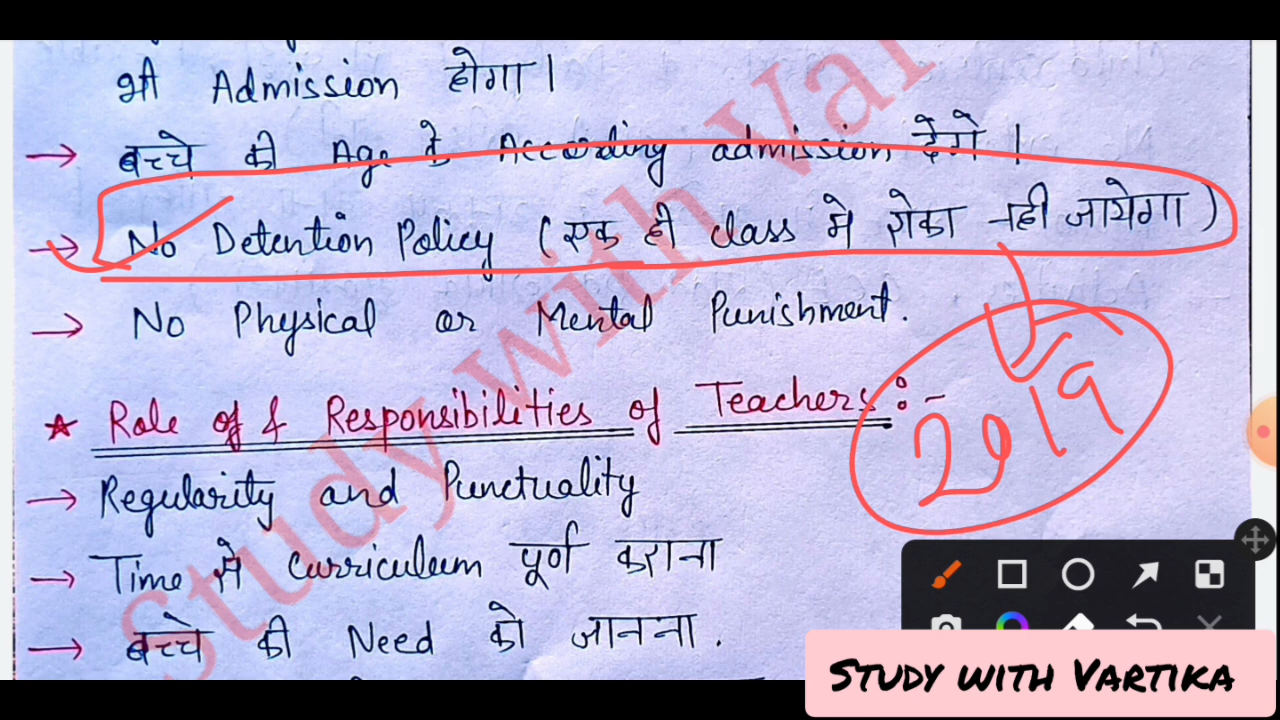 भी Admission होगा।
→ बच्चे की Age के According admission देंगे।
→ No Detention Policy (एक ही class मे रोका नही जायेगा)
→ No Physical or Mental Punishment.
2019
★ Role of & Responsibilities of Teachers:-
→ Regularity and Punctuality
→ Time से curriculum पूर्ण कराना
→ बच्चे की Need को जानना.
Study with Var
STUDY WITH VARTIKA